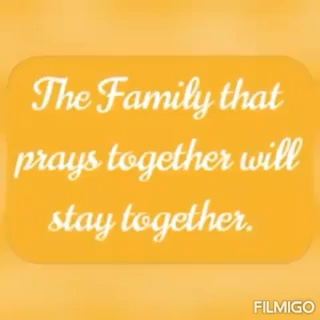 The Family that
prays together will
stay together.
FILMIGO